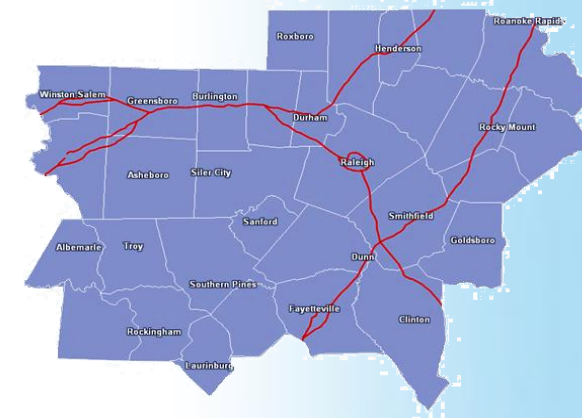 Roanoke Rapid
Roxboro
Henderson
Winston Salem
Greensboro
Burlington
Durham
Rocky Mount
Raleigh
Asheboro
Siler City
Smithfield
Sanford
Goldsboro
Albemarle
Troy
Dunn
Southern Pines
Fayetteville
Clinton
Rockingham
Laurinburg